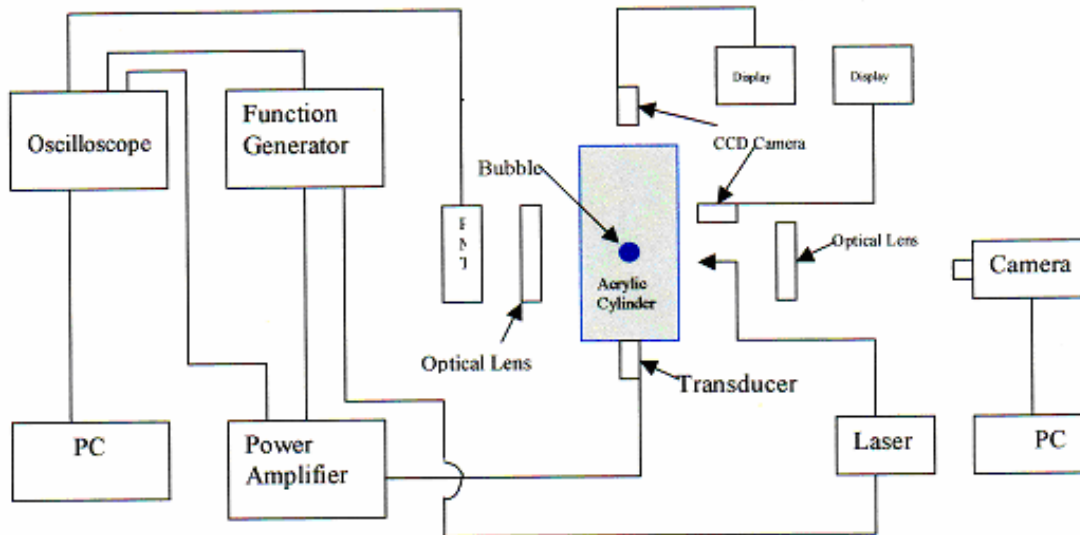 Display
Display
Oscilloscope
Function
Generator
CCD Camera
Bubble
Optical Lens
Camera
Acrylic
Cylinder
Optical Lens
Transducer
PC
Power
Amplifier
Laser
PC